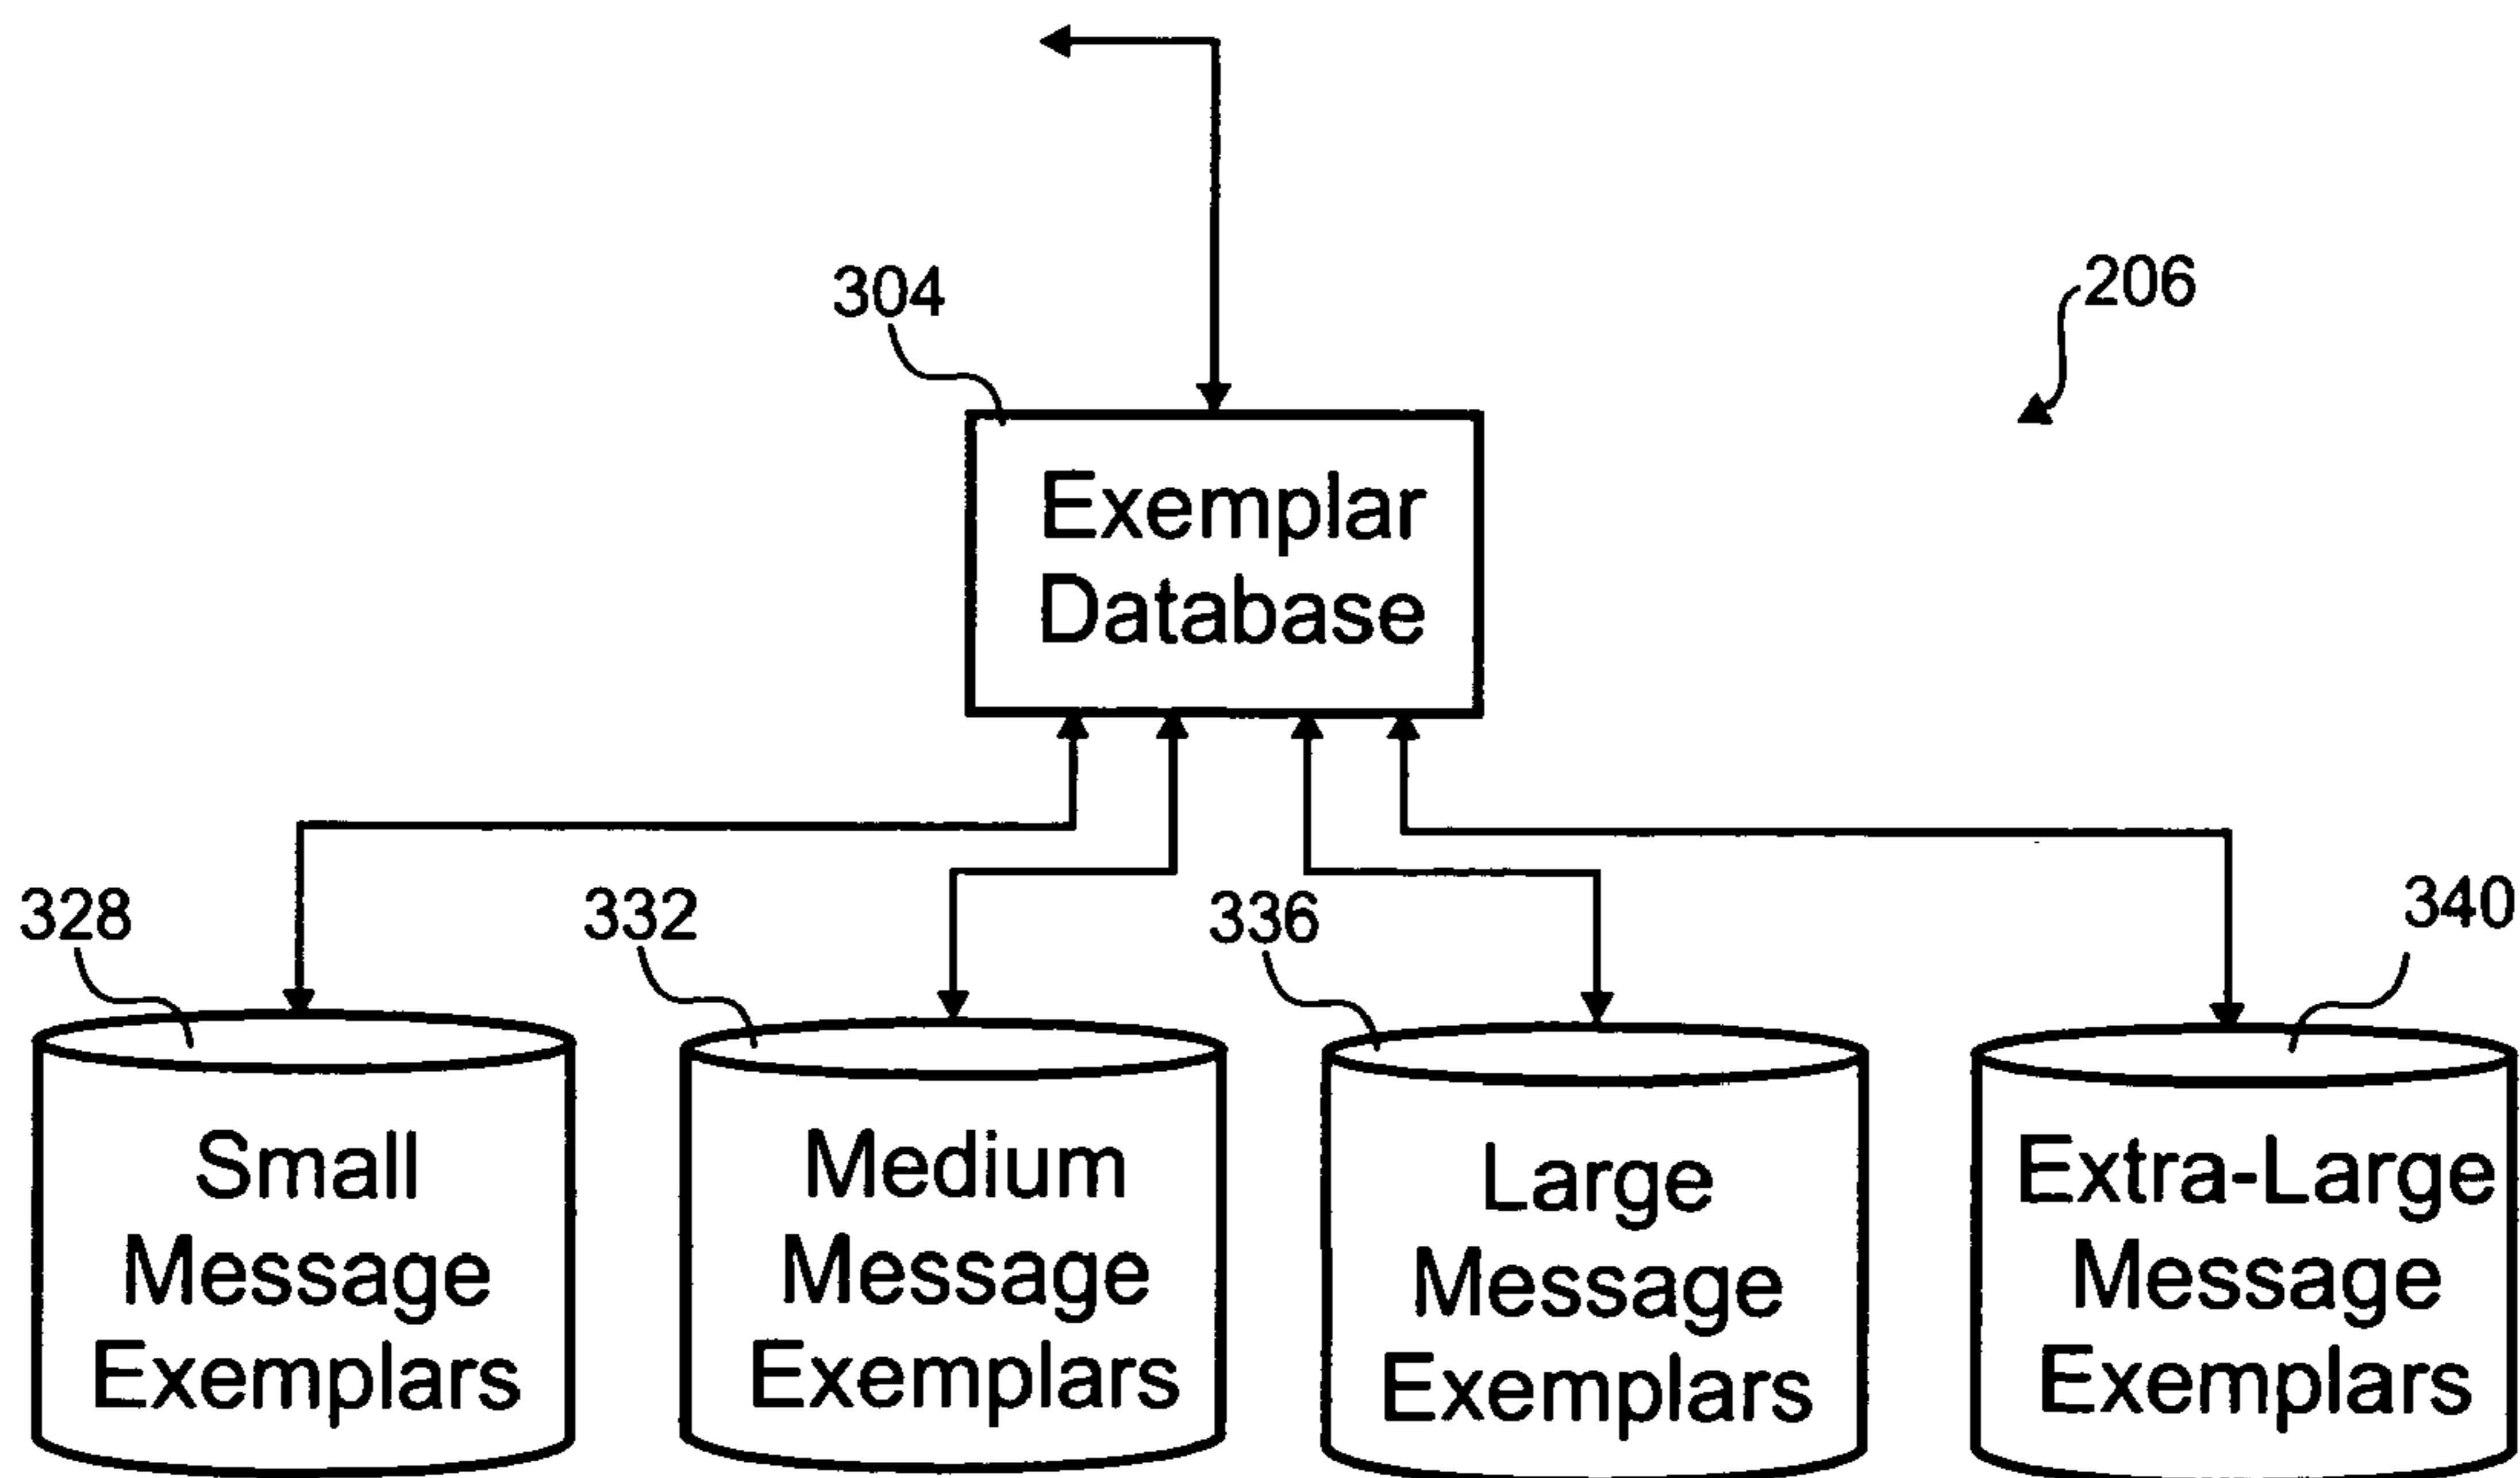 304
206
Exemplar
Database
328
332
336
340
Small
Message
Exemplars
Medium
Message
Exemplars
Large
Message
Exemplars
Extra-Large
Message
Exemplars